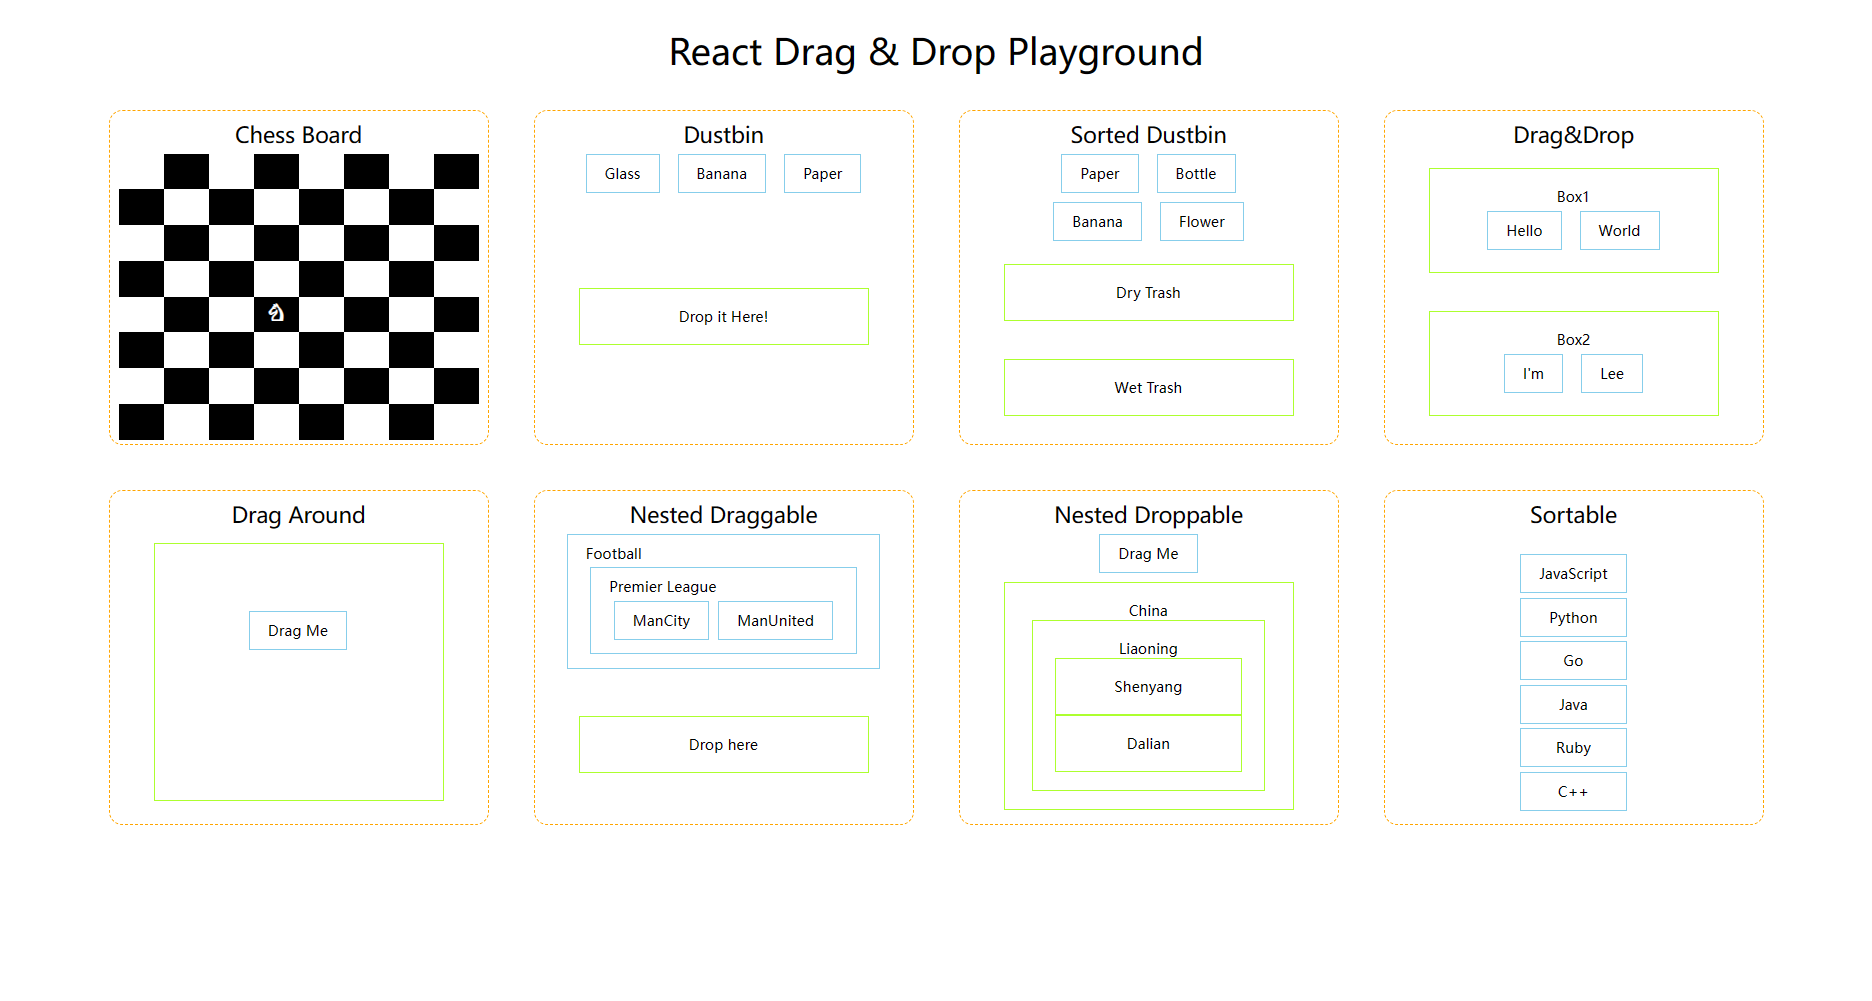 React Drag & Drop Playground
Chess Board
Dustbin
Glass
Banana
Paper
Drop it Here!
Sorted Dustbin
Paper
Bottle
Banana
Flower
Dry Trash
Wet Trash
Drag&Drop
Box1
Hello
World
Box2
I'm
Lee
Drag Around
Drag Me
Nested Draggable
Football
Premier League
ManCity
ManUnited
Drop here
Nested Droppable
Drag Me
China
Liaoning
Shenyang
Dalian
Sortable
JavaScript
Python
Go
Java
Ruby
C++